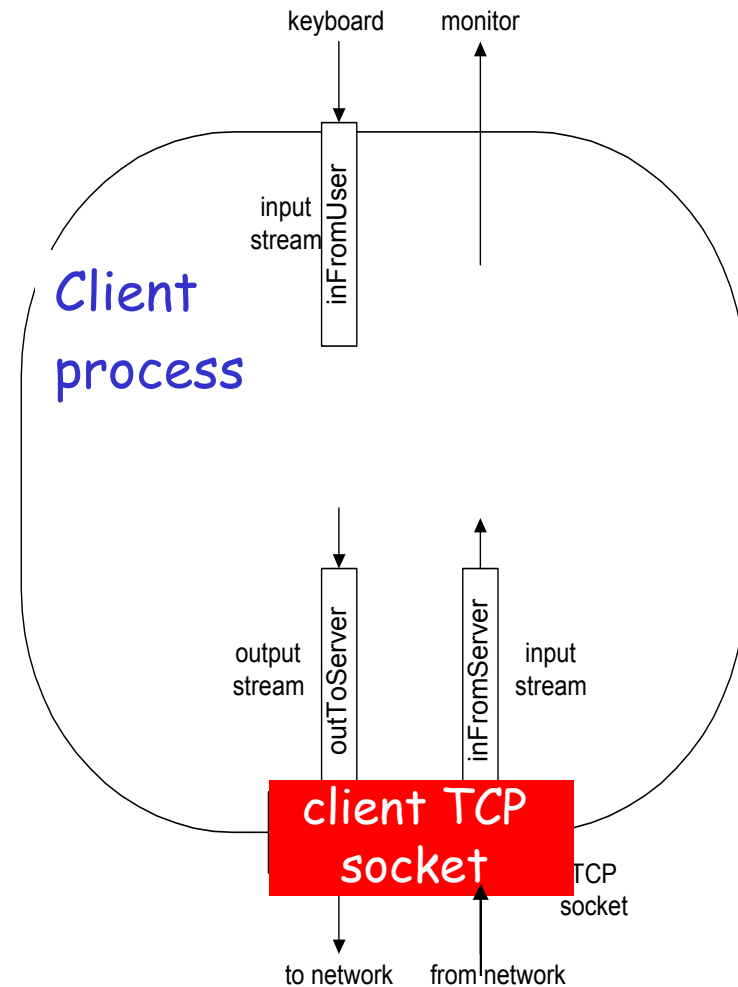 keyboard
monitor
input
stream
inFromUser
Client
process
output
stream
outToServer
inFromServer
input
stream
client TCP
socket
TCP
socket
to network
from network